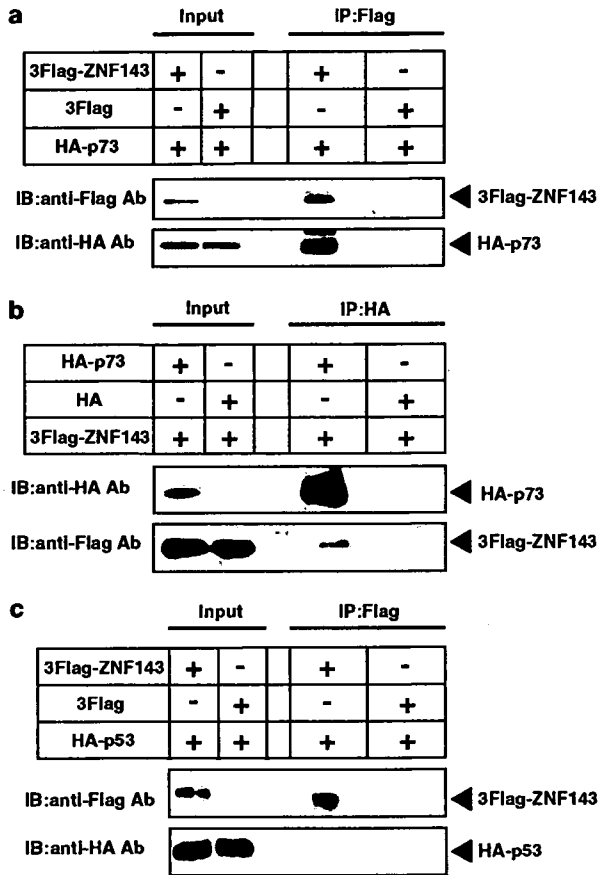 a
Input IP:Flag
3Flag-ZNF143 + - + -
3Flag - + - +
HA-p73 + + + +
IB:anti-Flag Ab 3Flag-ZNF143
IB:anti-HA Ab HA-p73
b
Input IP:HA
HA-p73 + - + -
HA - + - +
3Flag-ZNF143 + + + +
IB:anti-HA Ab HA-p73
IB:anti-Flag Ab 3Flag-ZNF143
c
Input IP:Flag
3Flag-ZNF143 + - + -
3Flag - + - +
HA-p53 + + + +
IB:anti-Flag Ab 3Flag-ZNF143
IB:anti-HA Ab HA-p53